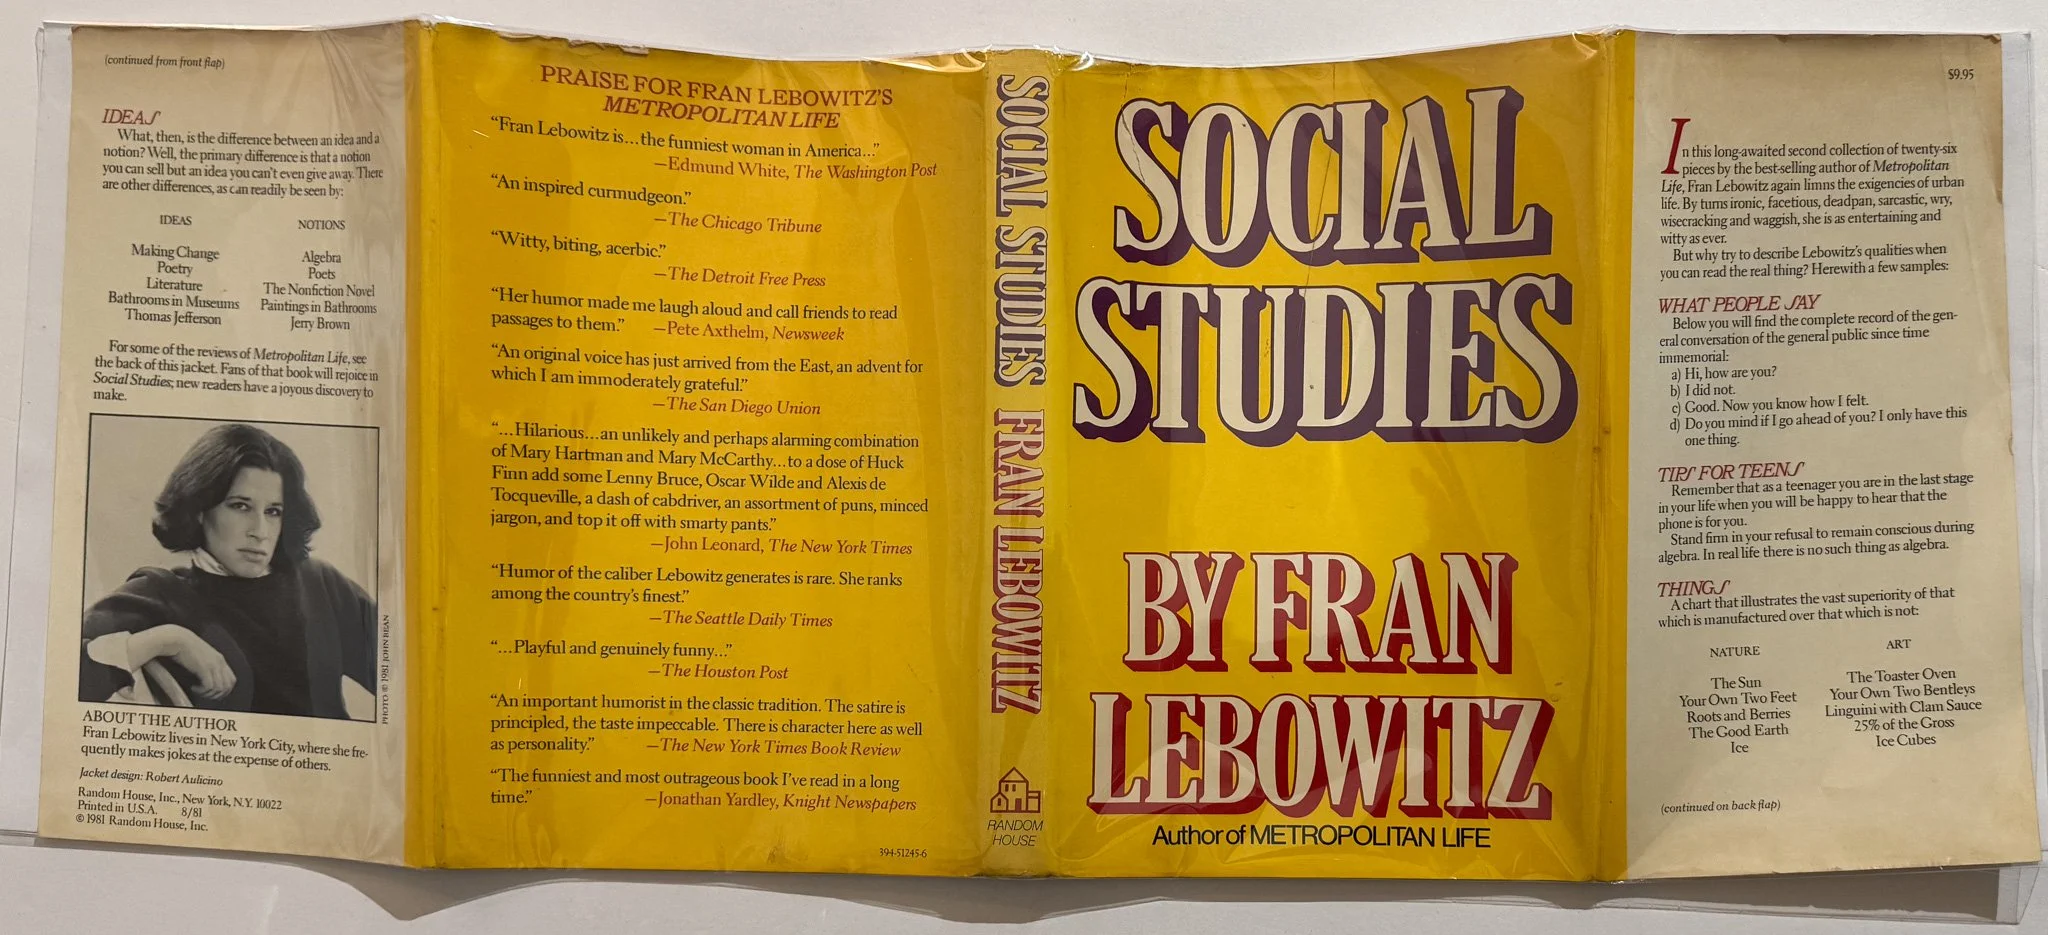 (continued from front flap)
IDEAS
What, then, is the difference between an idea and a
notion? Well, the primary difference is that a notion
you can sell but an idea you can't even give away. There
are other differences, as can readily be seen by:
IDEAS
Making Change
Poetry
Literature
Bathrooms in Museums
Thomas Jefferson
NOTIONS
Algebra
Poets
The Nonfiction Novel
Paintings in Bathrooms
Jerry Brown
For some of the reviews of Metropolitan Life, see
the back of this jacket. Fans of that book will rejoice in
Social Studies; new readers have a joyous discovery to
make.
PHOTO: © 1981 JOHN BEAN
ABOUT THE AUTHOR
Fran Lebowitz lives in New York City, where she fre-
quently makes jokes at the expense of others.
Jacket design: Robert Aulicino
Random House, Inc., New York, N.Y. 10022
Printed in U.S.A. 8/81
© 1981 Random House, Inc.
PRAISE FOR FRAN LEBOWITZ'S
METROPOLITAN LIFE
“Fran Lebowitz is...the funniest woman in America...”
—Edmund White, The Washington Post
“An inspired curmudgeon.”
—The Chicago Tribune
“Witty, biting, acerbic.”
—The Detroit Free Press
“Her humor made me laugh aloud and call friends to read
passages to them.” —Pete Axthelm, Newsweek
“An original voice has just arrived from the East, an advent for
which I am immoderately grateful.”
—The San Diego Union
“...Hilarious...an unlikely and perhaps alarming combination
of Mary Hartman and Mary McCarthy...to a dose of Huck
Finn add some Lenny Bruce, Oscar Wilde and Alexis de
Tocqueville, a dash of cabdriver, an assortment of puns, minced
jargon, and top it off with smarty pants.”
—John Leonard, The New York Times
“Humor of the caliber Lebowitz generates is rare. She ranks
among the country's finest.”
—The Seattle Daily Times
“...Playful and genuinely funny...”
—The Houston Post
“An important humorist in the classic tradition. The satire is
principled, the taste impeccable. There is character here as well
as personality.” —The New York Times Book Review
“The funniest and most outrageous book I've read in a long
time.” —Jonathan Yardley, Knight Newspapers
394-51245-6
SOCIAL STUDIES FRAN LEBOWITZ
RANDOM
HOUSE
SOCIAL
STUDIES
BY FRAN
LEBOWITZ
Author of METROPOLITAN LIFE
$9.95
In this long-awaited second collection of twenty-six
pieces by the best-selling author of Metropolitan
Life, Fran Lebowitz again limns the exigencies of urban
life. By turns ironic, facetious, deadpan, sarcastic, wry,
wisecracking and waggish, she is as entertaining and
witty as ever.
But why try to describe Lebowitz's qualities when
you can read the real thing? Herewith a few samples:
WHAT PEOPLE SAY
Below you will find the complete record of the gen-
eral conversation of the general public since time
immemorial:
a) Hi, how are you?
b) I did not.
c) Good. Now you know how I felt.
d) Do you mind if I go ahead of you? I only have this
one thing.
TIPS FOR TEENS
Remember that as a teenager you are in the last stage
in your life when you will be happy to hear that the
phone is for you.
Stand firm in your refusal to remain conscious during
algebra. In real life there is no such thing as algebra.
THINGS
A chart that illustrates the vast superiority of that
which is manufactured over that which is not:
NATURE
The Sun
Your Own Two Feet
Roots and Berries
The Good Earth
Ice
ART
The Toaster Oven
Your Own Two Bentleys
Linguini with Clam Sauce
25% of the Gross
Ice Cubes
(continued on back flap)